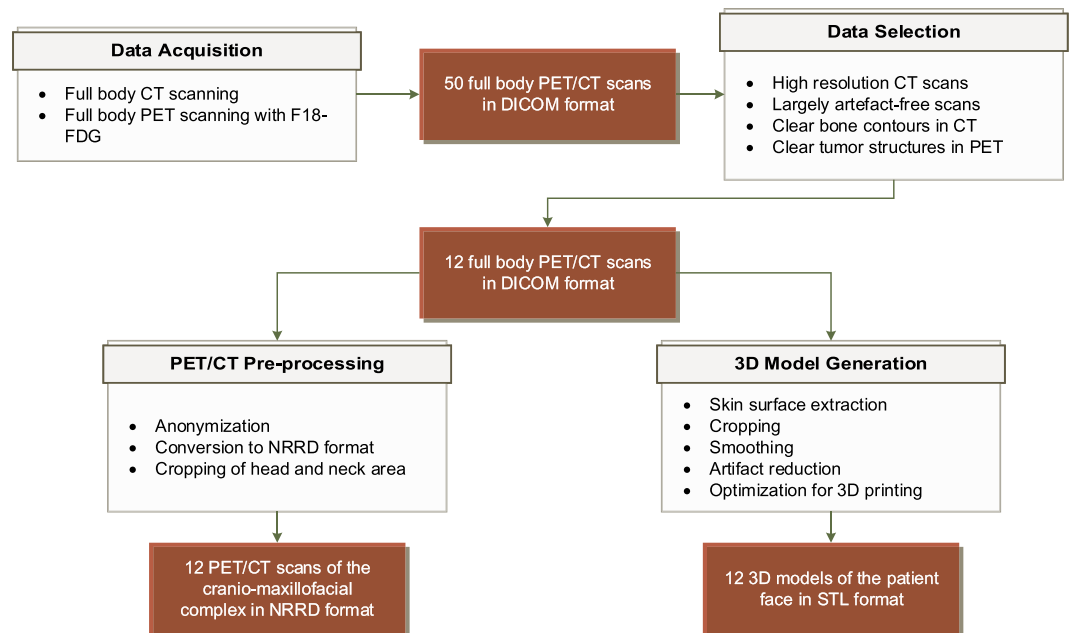 Data Acquisition
• Full body CT scanning
• Full body PET scanning with F18-
FDG
50 full body PET/CT scans
in DICOM format
Data Selection
• High resolution CT scans
• Largely artefact-free scans
• Clear bone contours in CT
• Clear tumor structures in PET
12 full body PET/CT scans
in DICOM format
PET/CT Pre-processing
• Anonymization
• Conversion to NRRD format
• Cropping of head and neck area
3D Model Generation
• Skin surface extraction
• Cropping
• Smoothing
• Artifact reduction
• Optimization for 3D printing
12 PET/CT scans of the
cranio-maxillofacial
complex in NRRD format
12 3D models of the patient
face in STL format